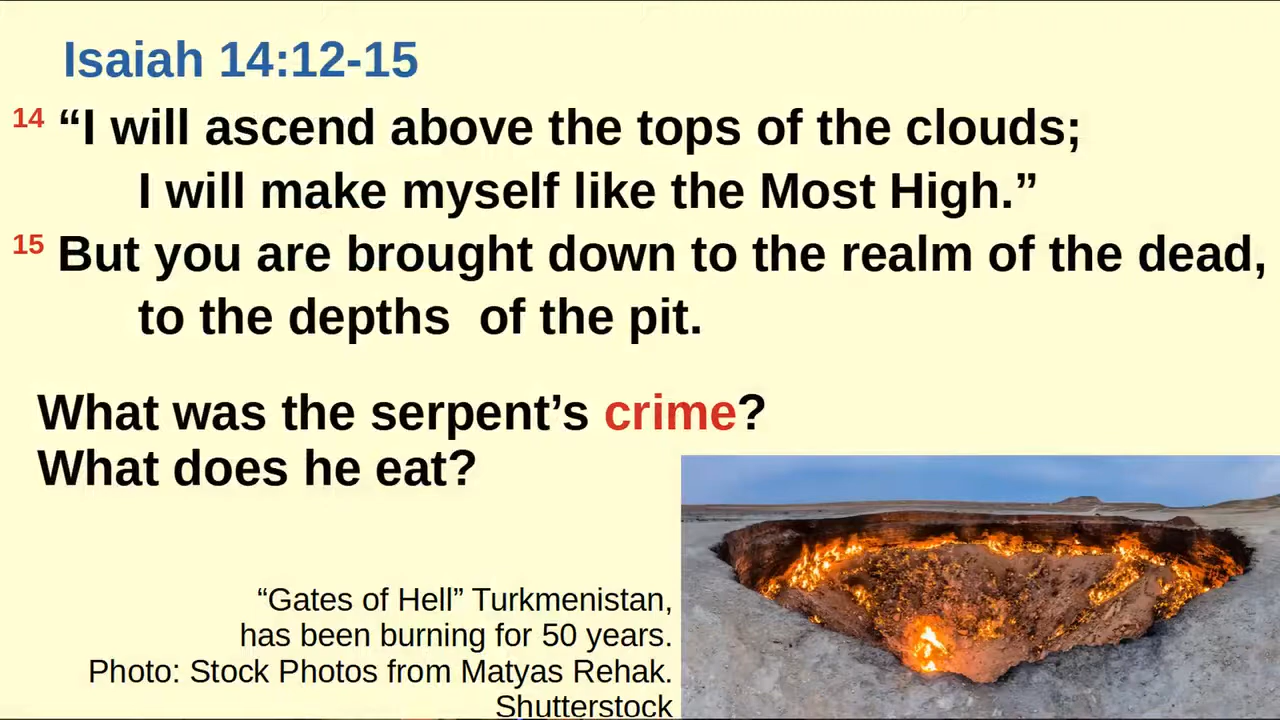 Isaiah 14:12-15
14 “I will ascend above the tops of the clouds;
I will make myself like the Most High.”
15 But you are brought down to the realm of the dead,
to the depths  of the pit.
What was the serpent’s crime?
What does he eat?
“Gates of Hell” Turkmenistan,
has been burning for 50 years.
Photo: Stock Photos from Matyas Rehak.
Shutterstock